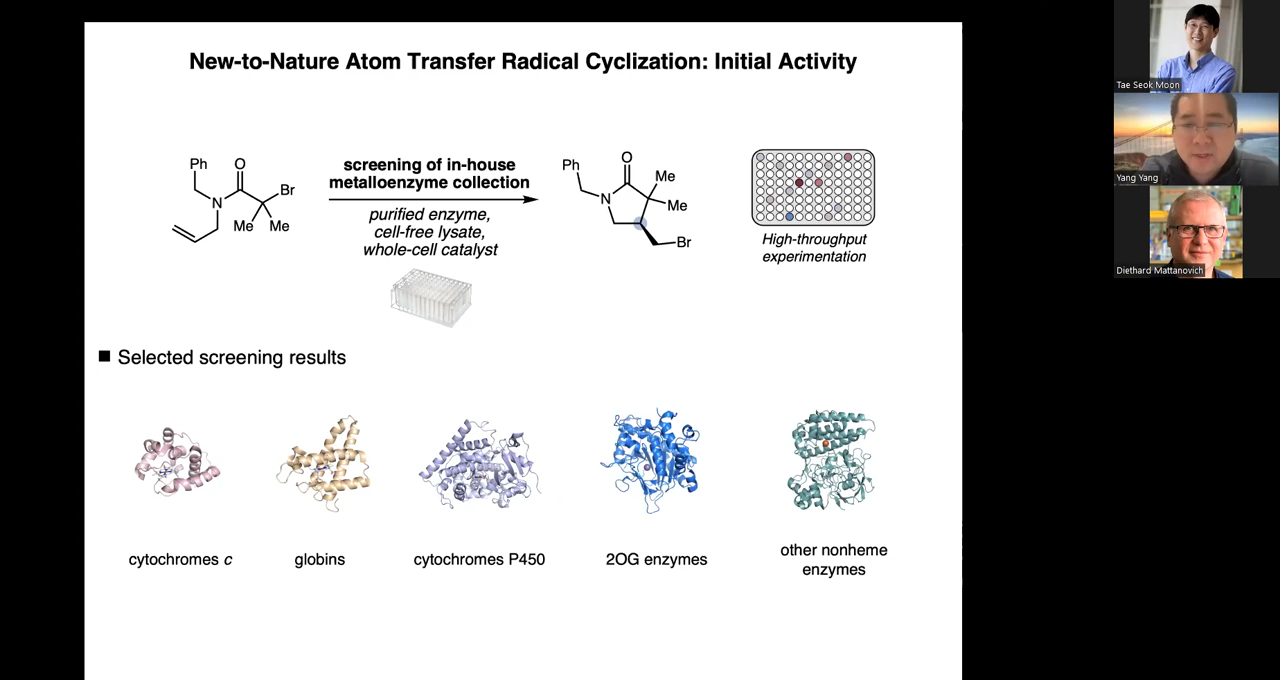 New-to-Nature Atom Transfer Radical Cyclization: Initial Activity
Ph
O
Br
N
Me
Me
screening of in-house
metalloenzyme collection
purified enzyme,
cell-free lysate,
whole-cell catalyst
Ph
O
Me
N
Me
Br
High-throughput
experimentation
Selected screening results
cytochromes c
globins
cytochromes P450
2OG enzymes
other nonheme
enzymes
Tae Seok Moon
Yang Yang
Diethard Mattanovich